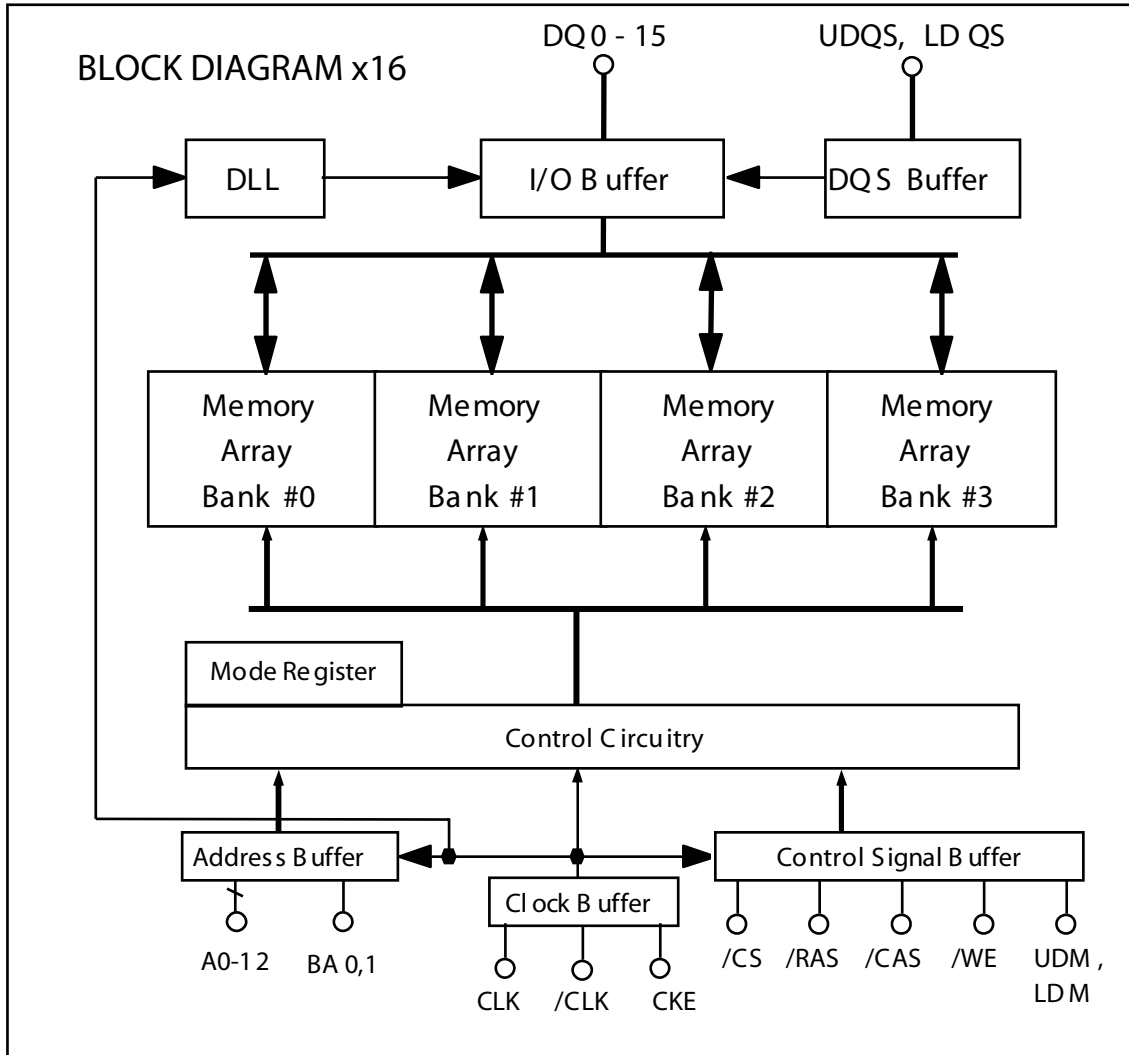 DQ0 - 15
UDQS, LDQS
BLOCK DIAGRAM x16
DLL
I/O Buffer
DQS Buffer
Memory
Array
Bank #0
Memory
Array
Bank #1
Memory
Array
Bank #2
Memory
Array
Bank #3
Mode Register
Control Circuitry
Address Buffer
Control Signal Buffer
Clock Buffer
A0-12
BA 0,1
CLK
/CLK
CKE
/CS
/RAS
/CAS
/WE
UDM,
LDM